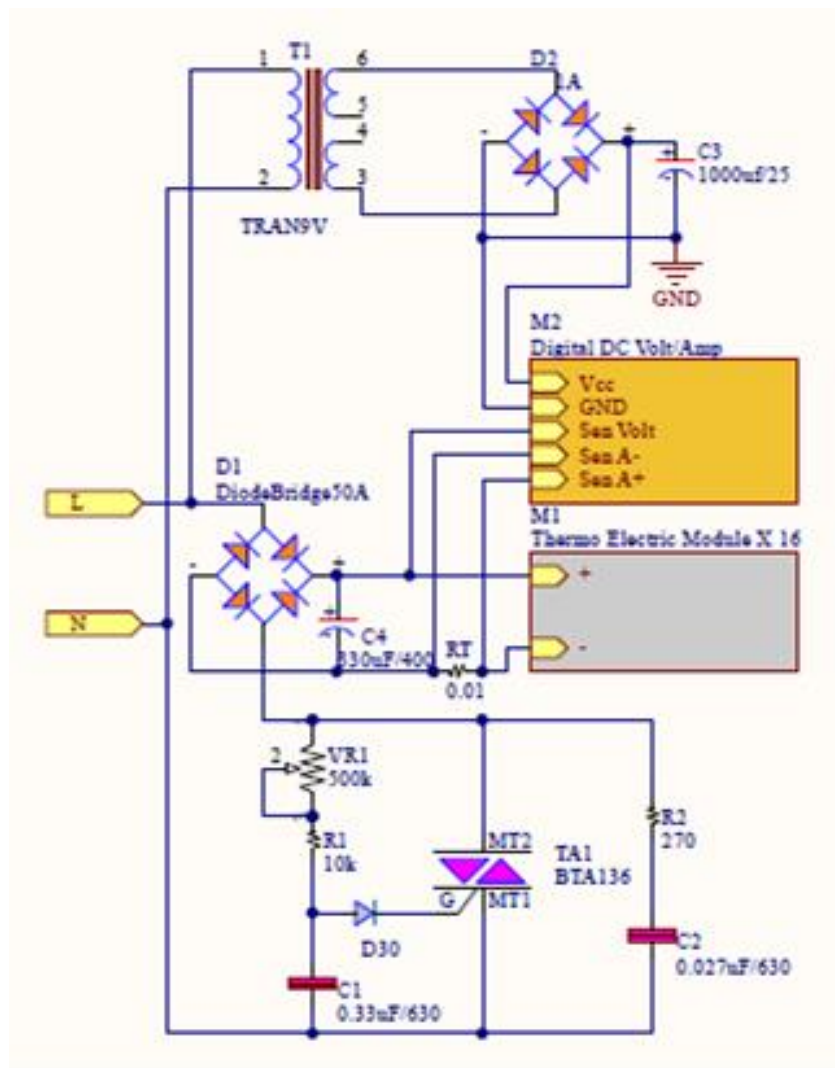 T1
1
6
5
4
2
3
TRAN9V
D2
1A
-
+
+
-
C3
1000uf/25
GND
M2
Digital DC Volt/Amp
Vcc
GND
Sen Volt
Sen A-
Sen A+
D1
DiodeBridge50A
L
N
-
+
+
C4
330uF/400
RT
0.01
M1
Thermo Electric Module X 16
+
-
2
VR1
500k
R1
10k
D30
G
MT2
MT1
TA1
BTA136
R2
270
C1
0.33uF/630
C2
0.027uF/630